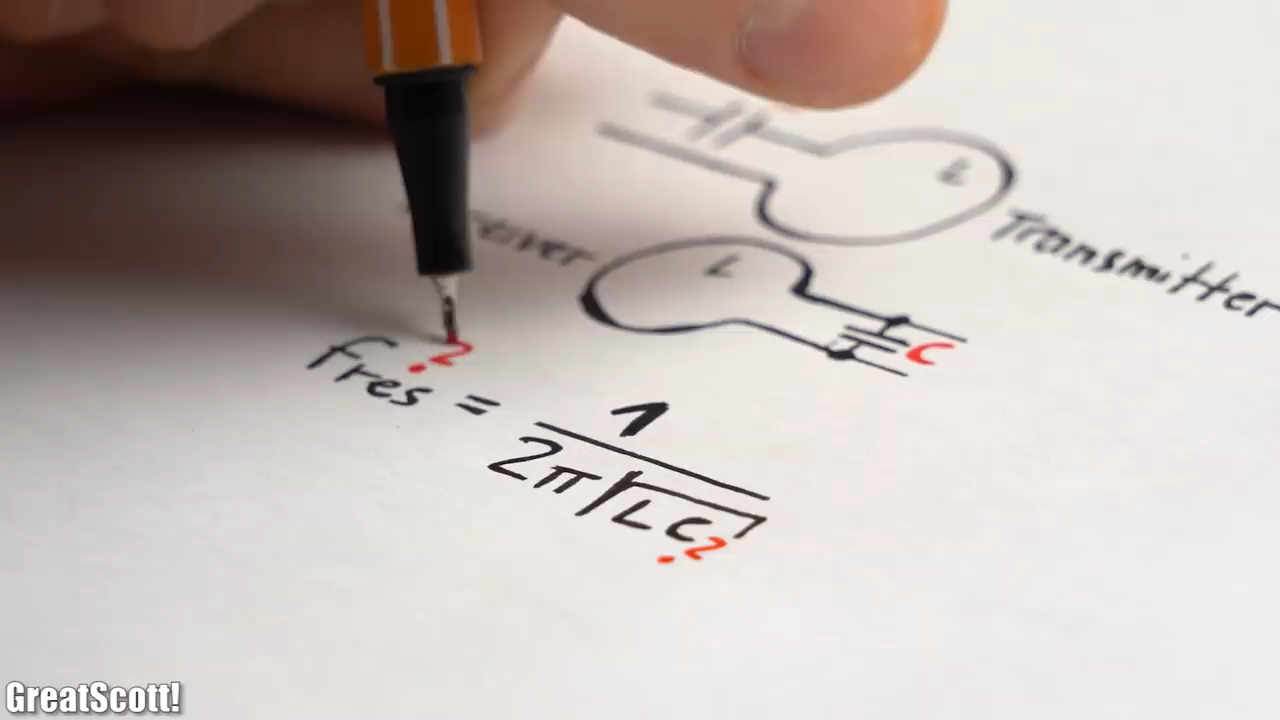 L
Transmitter
L
C
fres? = 1
2π√LC?
GreatScott!